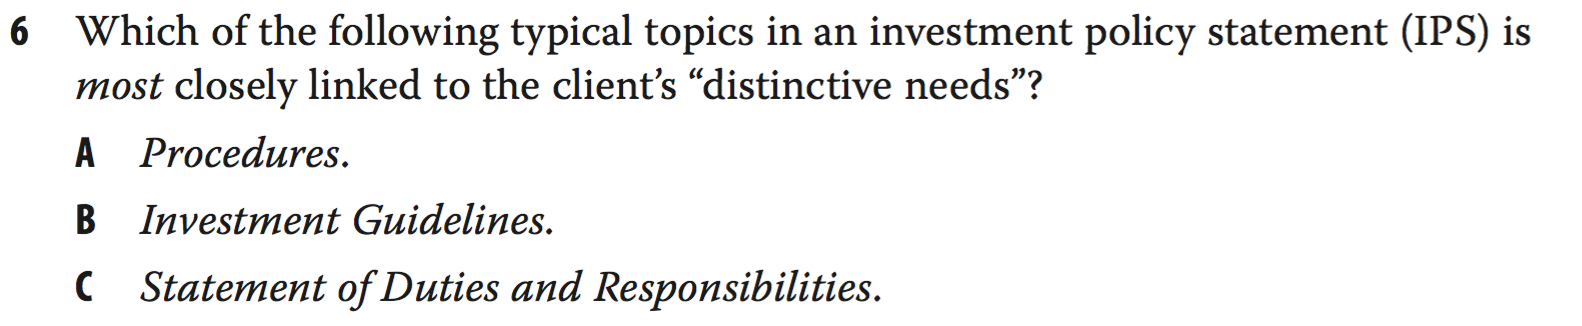 6 Which of the following typical topics in an investment policy statement (IPS) is
most closely linked to the client’s “distinctive needs”?
A Procedures.
B Investment Guidelines.
C Statement of Duties and Responsibilities.